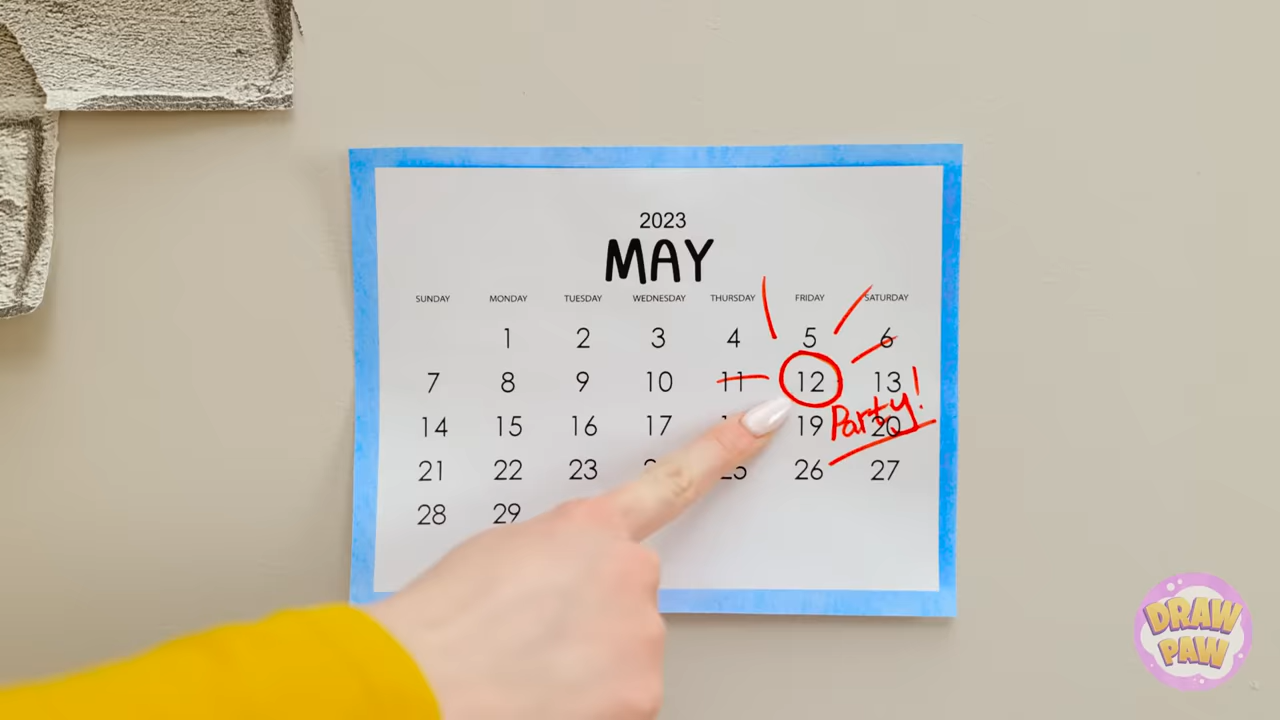 2023
MAY
SUNDAY MONDAY TUESDAY WEDNESDAY THURSDAY FRIDAY SATURDAY
1 2 3 4 5 6
7 8 9 10 11 12 13
14 15 16 17 19 20
Party!
21 22 23 26 27
28 29
DRAW
PAW